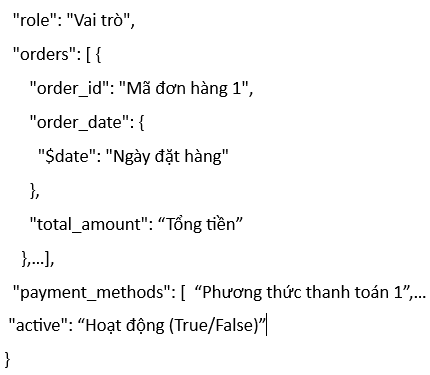 "role": "Vai trò",
"orders": [ {
"order_id": "Mã đơn hàng 1",
"order_date": {
"$date": "Ngày đặt hàng"
},
"total_amount": “Tổng tiền”
},...],
"payment_methods": [ “Phương thức thanh toán 1”,...
"active": “Hoạt động (True/False)”
}